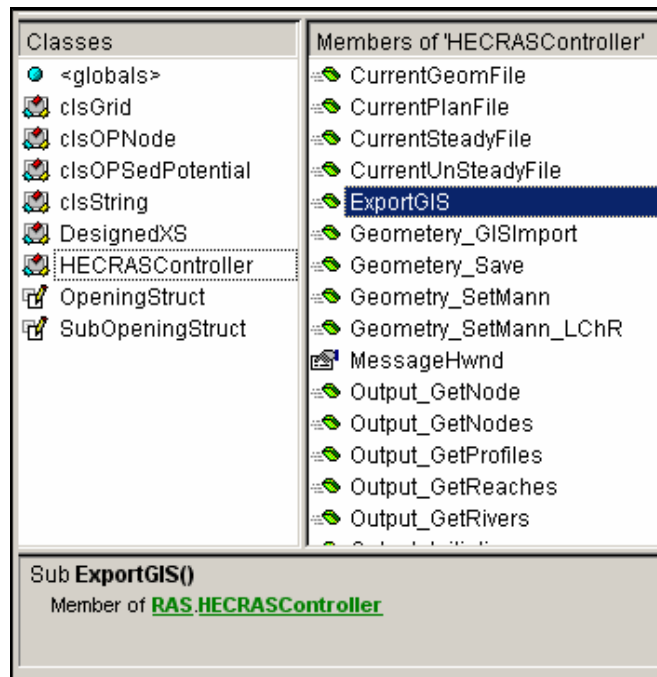 Classes
<globals>
clsGrid
clsOPNode
clsOPSedPotential
clsString
DesignedXS
HECRASController
OpeningStruct
SubOpeningStruct
Members of 'HECRASController'
CurrentGeomFile
CurrentPlanFile
CurrentSteadyFile
CurrentUnSteadyFile
ExportGIS
Geometery_GISImport
Geometery_Save
Geometry_SetMann
Geometry_SetMann_LChR
MessageHwnd
Output_GetNode
Output_GetNodes
Output_GetProfiles
Output_GetReaches
Output_GetRivers
Sub ExportGIS()
Member of RAS.HECRASController